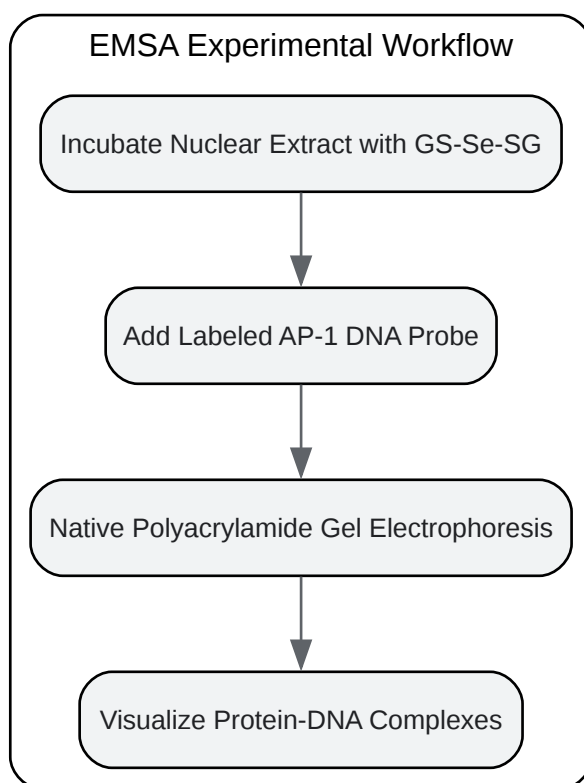 EMSA Experimental Workflow
Incubate Nuclear Extract with GS-Se-SG
Add Labeled AP-1 DNA Probe
Native Polyacrylamide Gel Electrophoresis
Visualize Protein-DNA Complexes